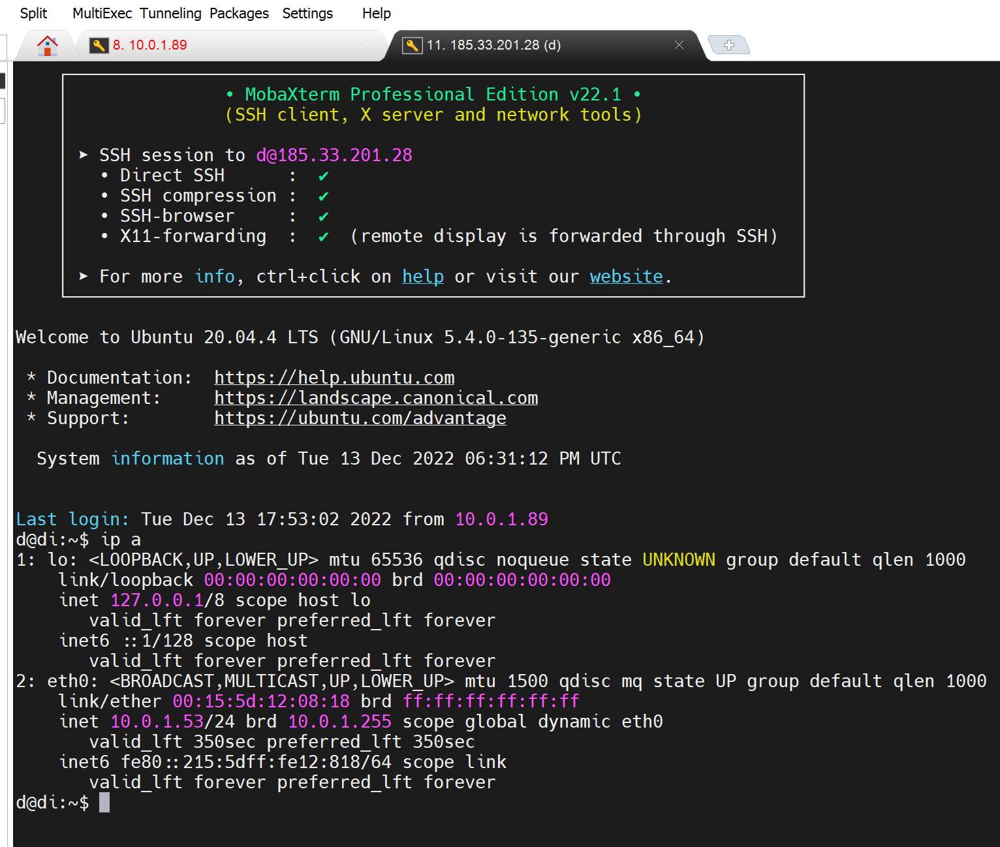 Split MultiExec Tunneling Packages Settings Help
8. 10.0.1.89 11. 185.33.201.28 (d)
• MobaXterm Professional Edition v22.1 •
(SSH client, X server and network tools)
➤ SSH session to d@185.33.201.28
• Direct SSH : ✔
• SSH compression : ✔
• SSH-browser : ✔
• X11-forwarding : ✔ (remote display is forwarded through SSH)
➤ For more info, ctrl+click on help or visit our website.
Welcome to Ubuntu 20.04.4 LTS (GNU/Linux 5.4.0-135-generic x86_64)
* Documentation: https://help.ubuntu.com
* Management: https://landscape.canonical.com
* Support: https://ubuntu.com/advantage
System information as of Tue 13 Dec 2022 06:31:12 PM UTC
Last login: Tue Dec 13 17:53:02 2022 from 10.0.1.89
d@di:~$ ip a
1: lo: <LOOPBACK,UP,LOWER_UP> mtu 65536 qdisc noqueue state UNKNOWN group default qlen 1000
link/loopback 00:00:00:00:00:00 brd 00:00:00:00:00:00
inet 127.0.0.1/8 scope host lo
valid_lft forever preferred_lft forever
inet6 ::1/128 scope host
valid_lft forever preferred_lft forever
2: eth0: <BROADCAST,MULTICAST,UP,LOWER_UP> mtu 1500 qdisc mq state UP group default qlen 1000
link/ether 00:15:5d:12:08:18 brd ff:ff:ff:ff:ff:ff
inet 10.0.1.53/24 brd 10.0.1.255 scope global dynamic eth0
valid_lft 350sec preferred_lft 350sec
inet6 fe80::215:5dff:fe12:818/64 scope link
valid_lft forever preferred_lft forever
d@di:~$